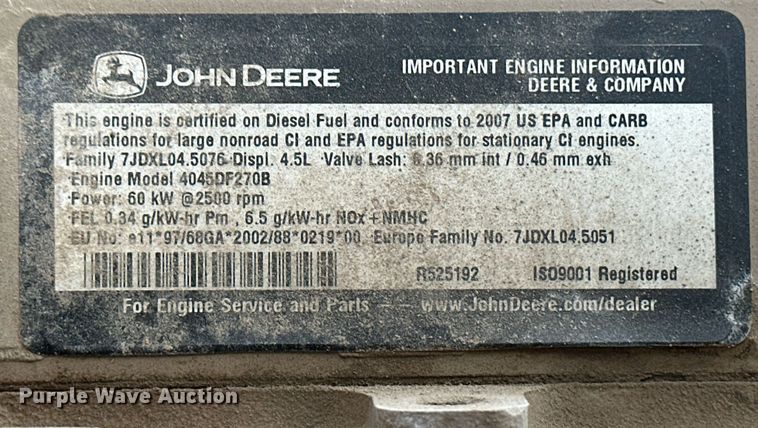 JOHN DEERE
IMPORTANT ENGINE INFORMATION
DEERE & COMPANY
This engine is certified on Diesel Fuel and conforms to 2007 US EPA and CARB
regulations for large nonroad CI and EPA regulations for stationary CI engines.
Family 7JDXL04.5076 Displ. 4.5L Valve Lash: 0.36 mm int / 0.46 mm exh
Engine Model 4045DF270B
Power: 60 kW @2500 rpm
FEL 0.34 g/kW-hr Pm , 6.5 g/kW-hr NOx+NMHC
EU No: e11*97/68GA*2002/88*0219*00 Europe Family No. 7JDXL04.5051
R525192 ISO9001 Registered
For Engine Service and Parts -- www.JohnDeere.com/dealer
Purple Wave Auction